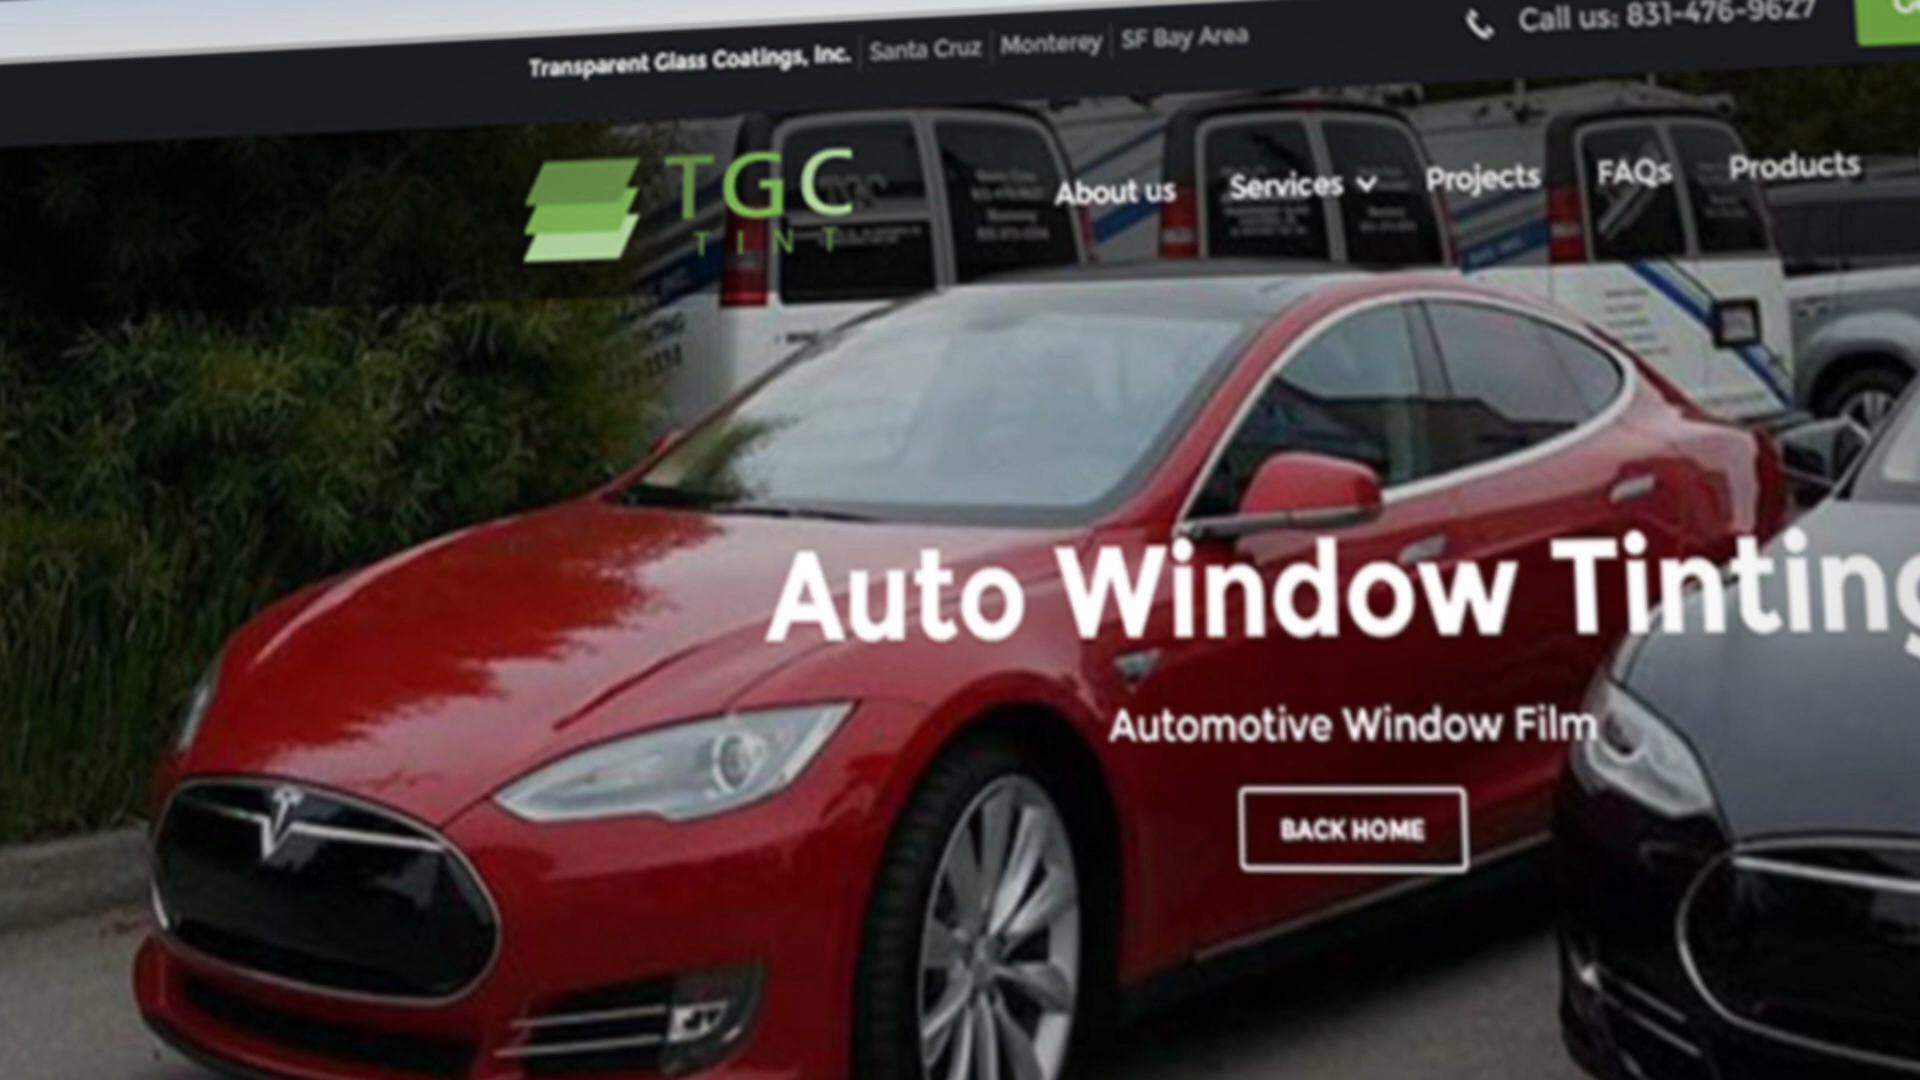 Transparent Glass Coatings, Inc. Santa Cruz Monterey SF Bay Area
Call us: 831-476-9627
TGC
TINT
About us Services Projects FAQs Products
Auto Window Tinting
Automotive Window Film
BACK HOME